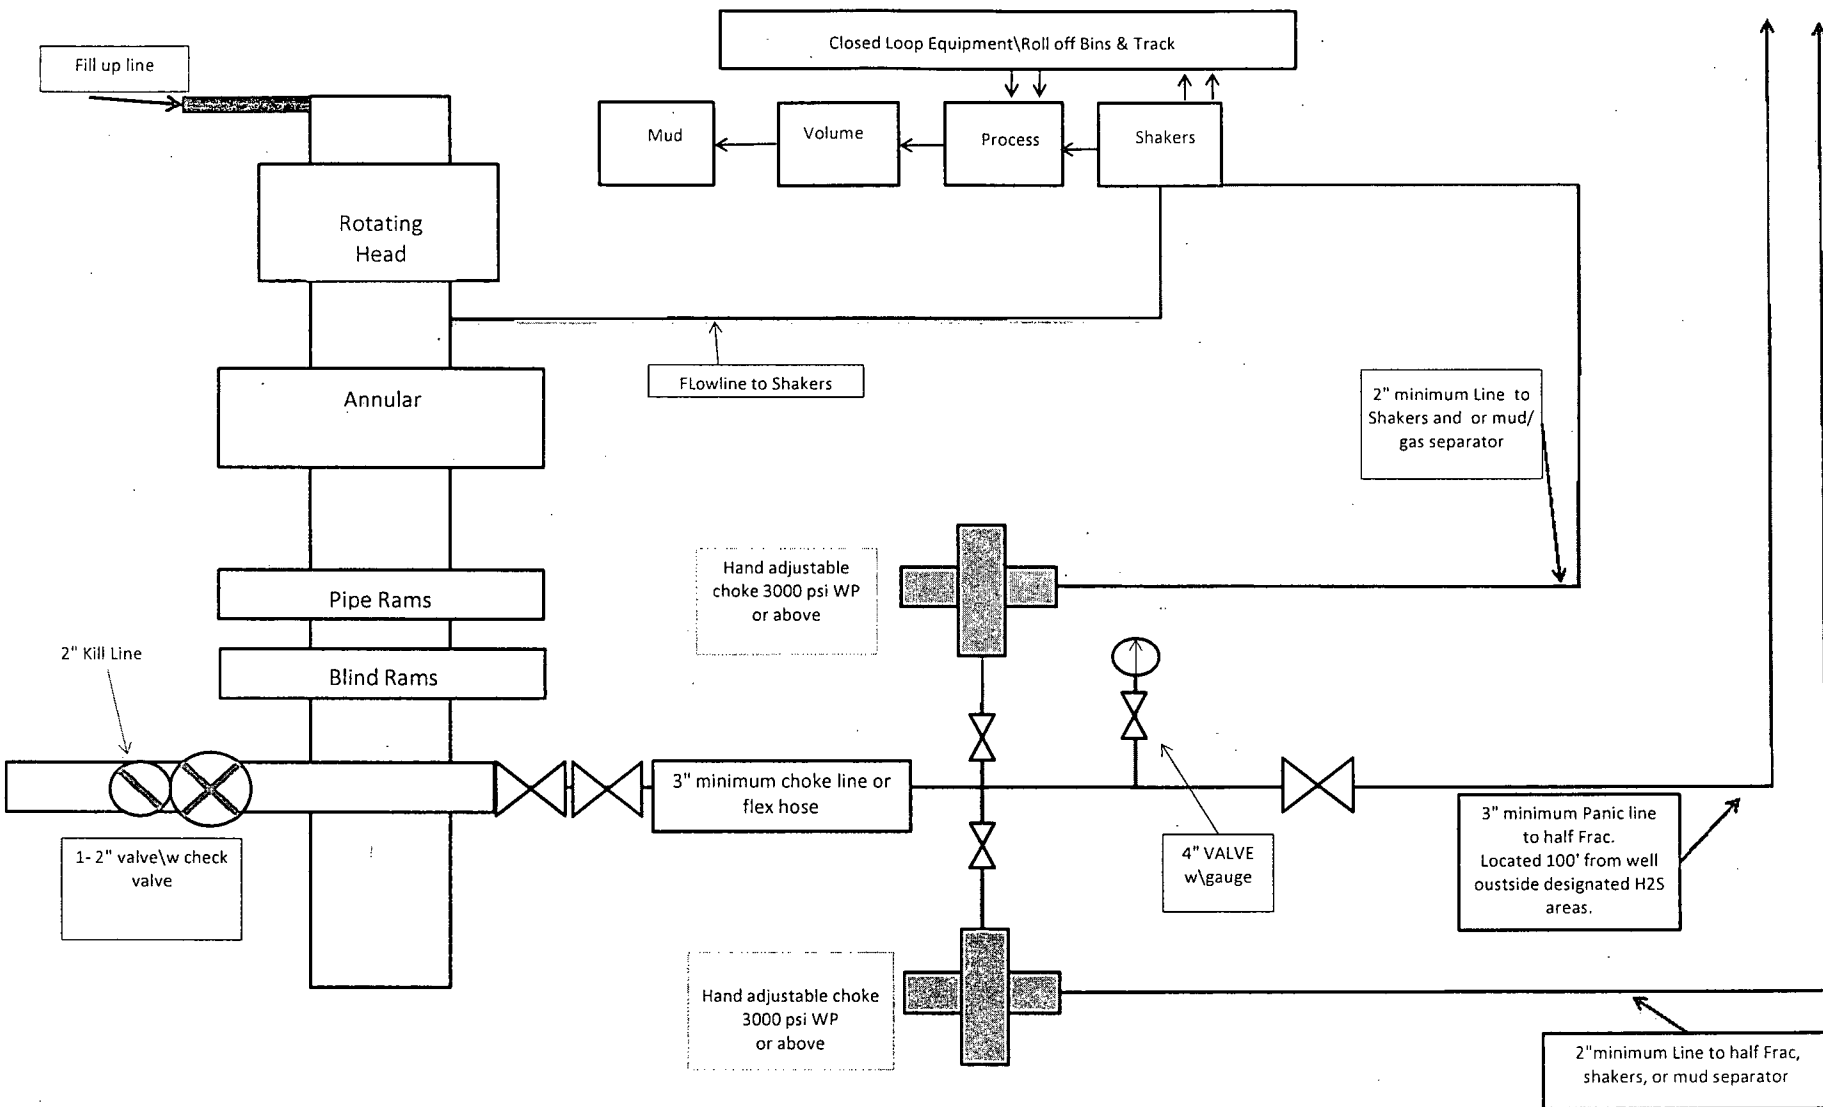 Closed Loop Equipment\Roll off Bins & Track
Fill up line
Mud
Volume
Process
Shakers
Rotating
Head
FLowline to Shakers
Annular
2" minimum Line to
Shakers and or mud/
gas separator
Hand adjustable
choke 3000 psi WP
or above
Pipe Rams
2" Kill Line
Blind Rams
3" minimum choke line or
flex hose
1- 2" valve\w check
valve
4" VALVE
w\gauge
3" minimum Panic line
to half Frac.
Located 100' from well
oustside designated H2S
areas.
Hand adjustable choke
3000 psi WP
or above
2"minimum Line to half Frac,
shakers, or mud separator